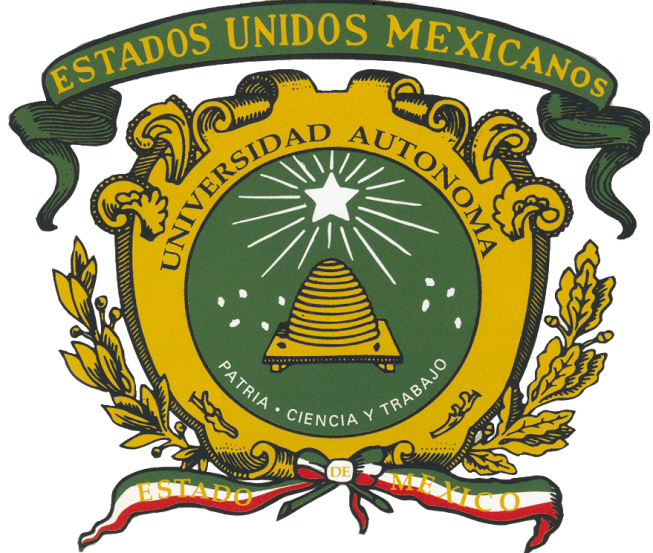 ESTADOS UNIDOS MEXICANOS
UNIVERSIDAD AUTONOMA
PATRIA • CIENCIA Y TRABAJO
ESTADO DE MEXICO